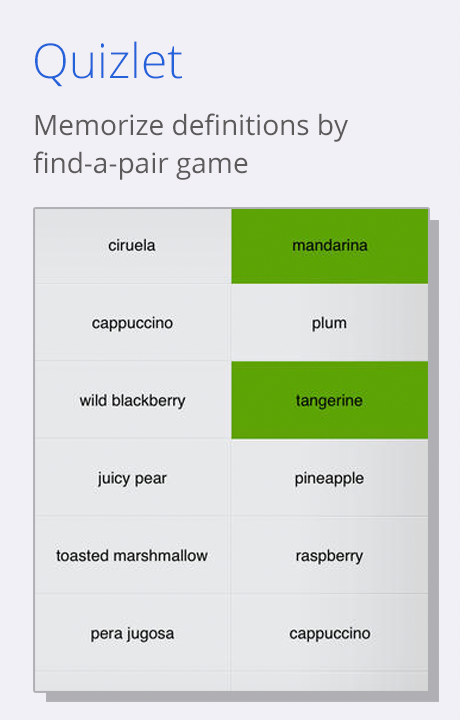 Quizlet
Memorize definitions by
find-a-pair game
ciruela
mandarina
cappuccino
plum
wild blackberry
tangerine
juicy pear
pineapple
toasted marshmallow
raspberry
pera jugosa
cappuccino